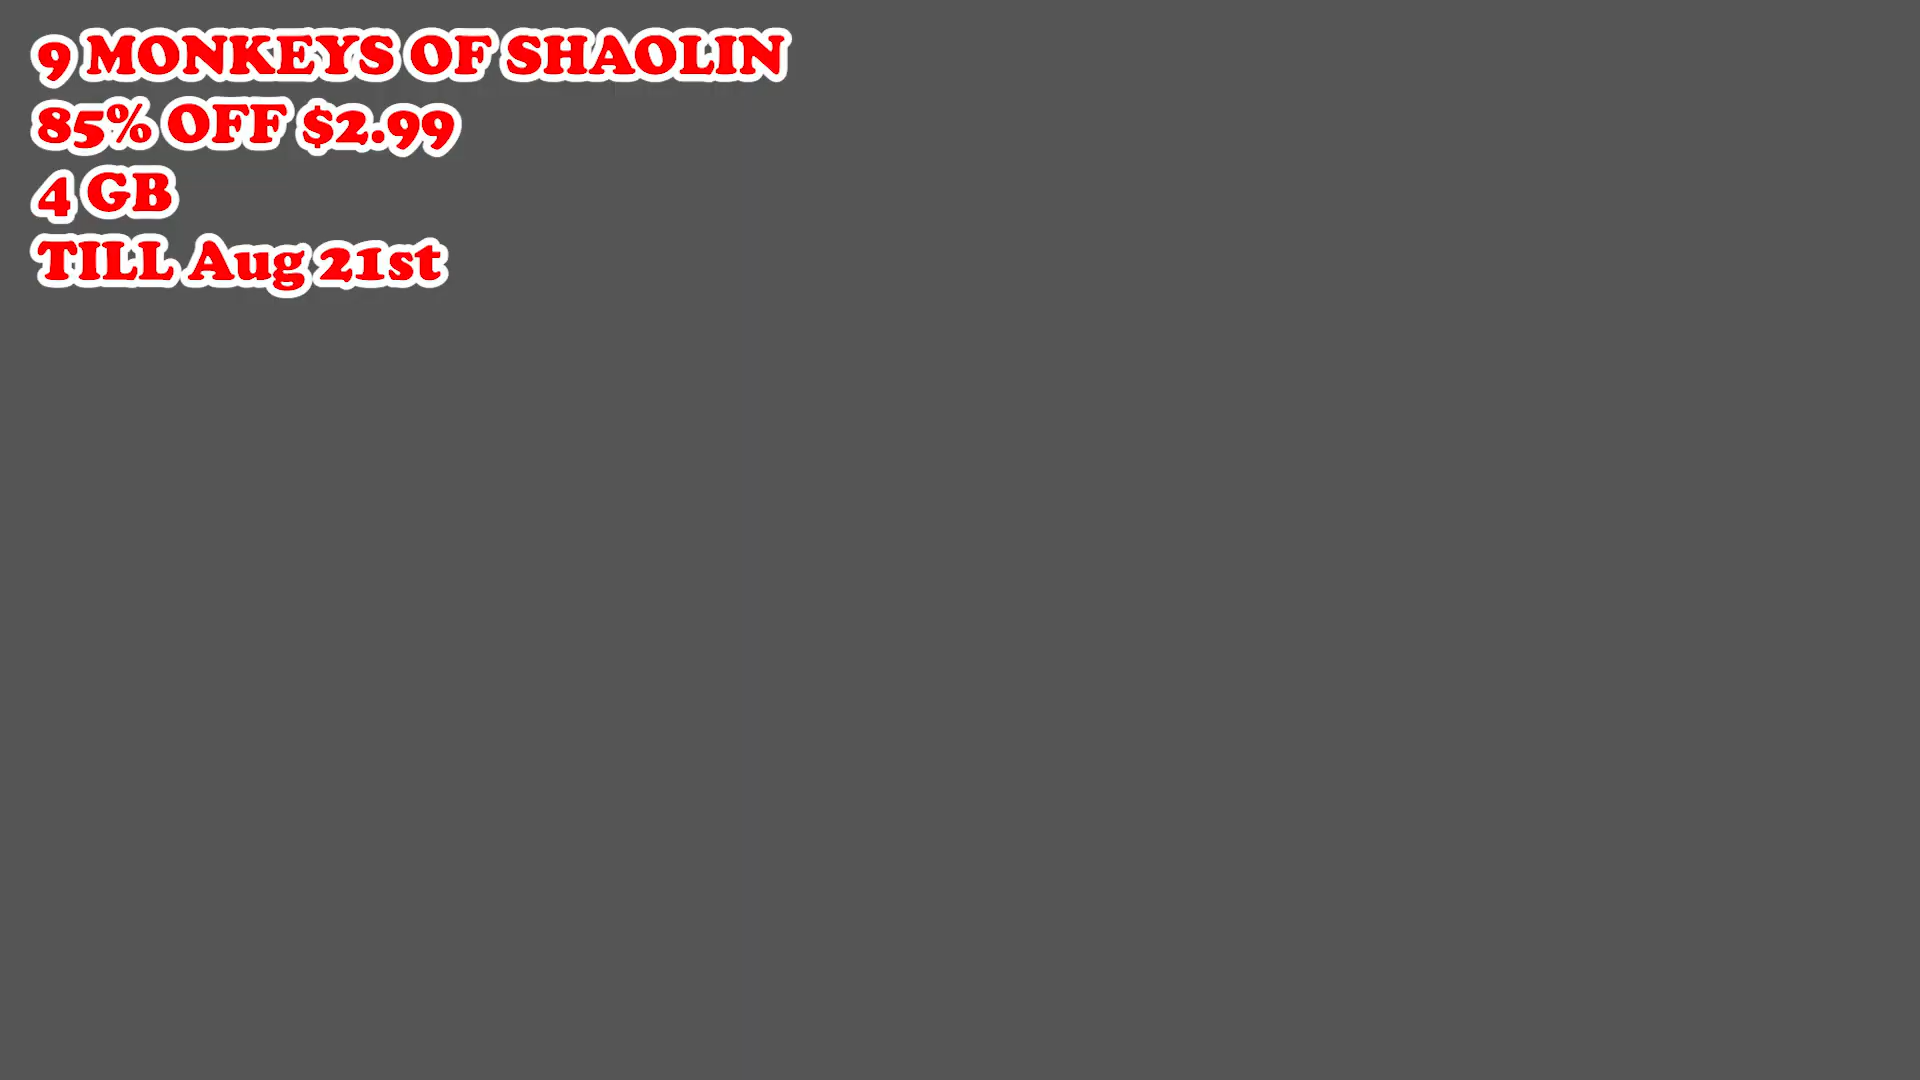 9 MONKEYS OF SHAOLIN
85% OFF $2.99
4 GB
TILL Aug 21st